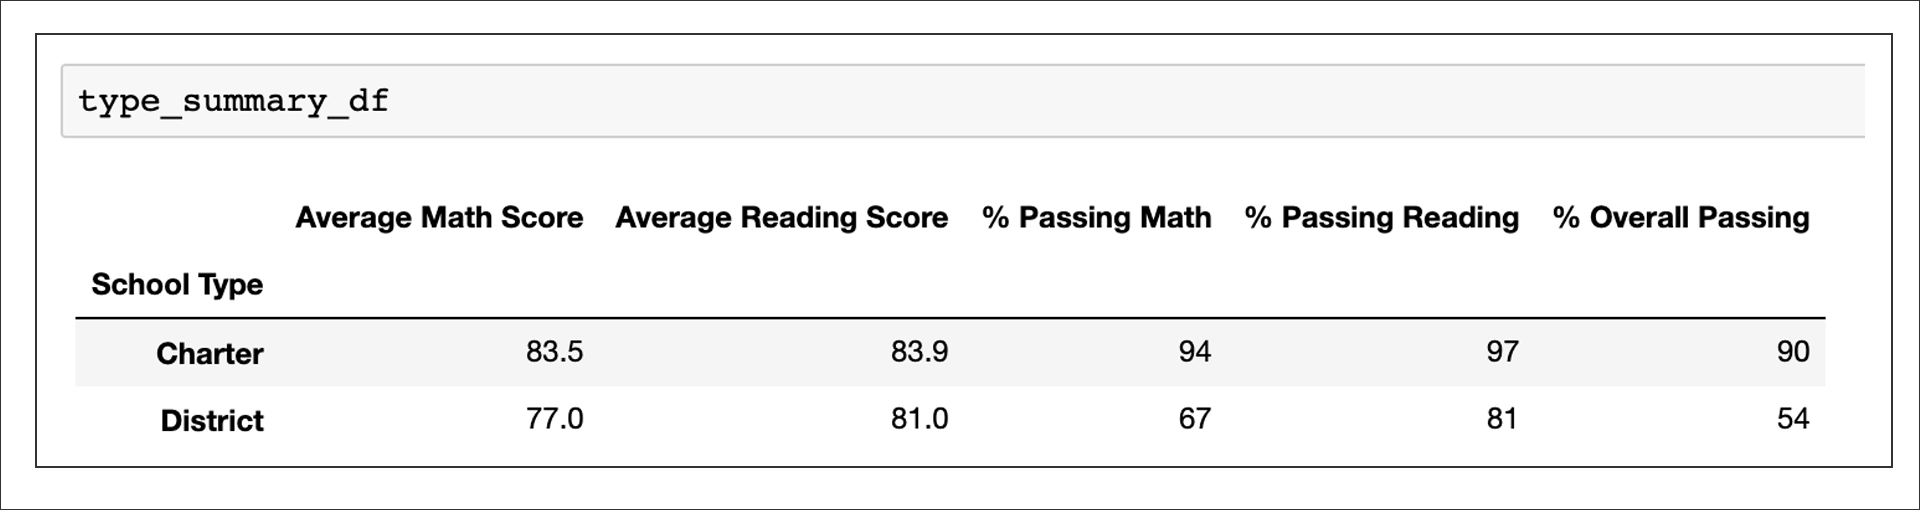 type_summary_df
Average Math Score Average Reading Score % Passing Math % Passing Reading % Overall Passing
School Type
Charter 83.5 83.9 94 97 90
District 77.0 81.0 67 81 54